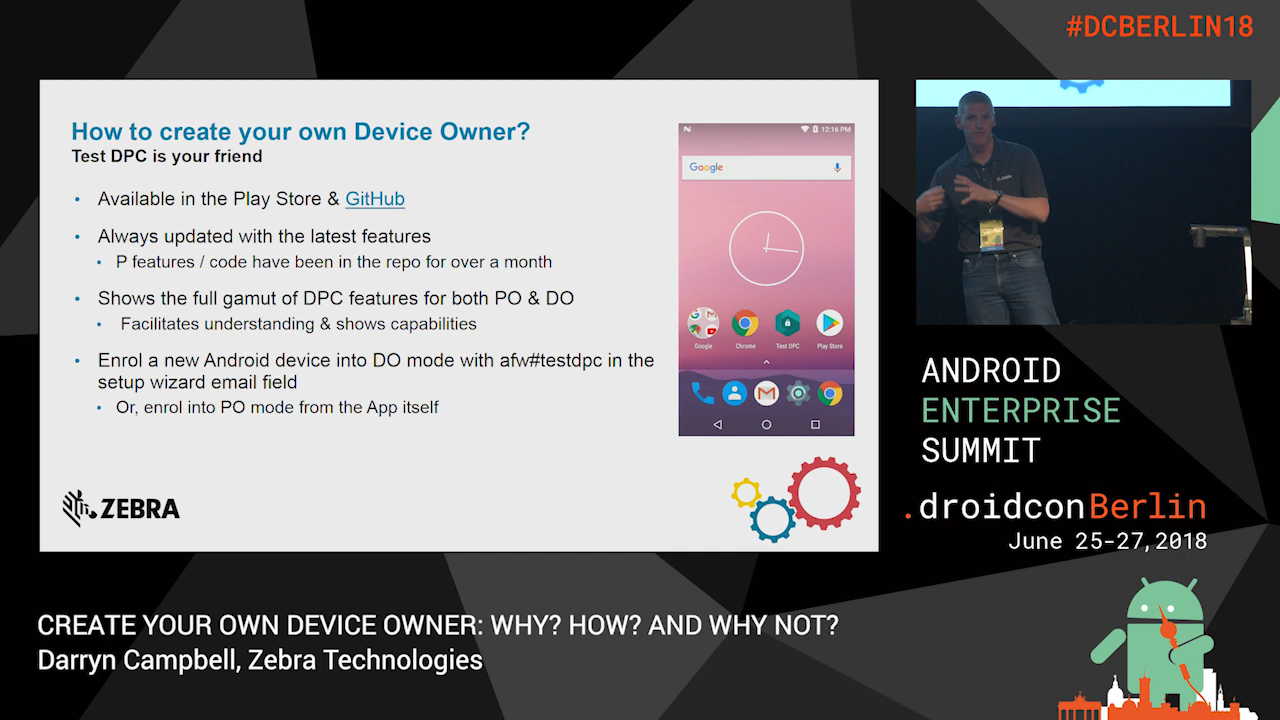 #DCBERLIN18
How to create your own Device Owner?
Test DPC is your friend
• Available in the Play Store & GitHub
• Always updated with the latest features
• P features / code have been in the repo for over a month
• Shows the full gamut of DPC features for both PO & DO
• Facilitates understanding & shows capabilities
• Enrol a new Android device into DO mode with afw#testdpc in the
setup wizard email field
• Or, enrol into PO mode from the App itself
12:16 PM
Google
Google
Chrome
Test DPC
Play Store
ZEBRA
ANDROID
ENTERPRISE
SUMMIT
.droidconBerlin
June 25-27,2018
CREATE YOUR OWN DEVICE OWNER: WHY? HOW? AND WHY NOT?
Darryn Campbell, Zebra Technologies